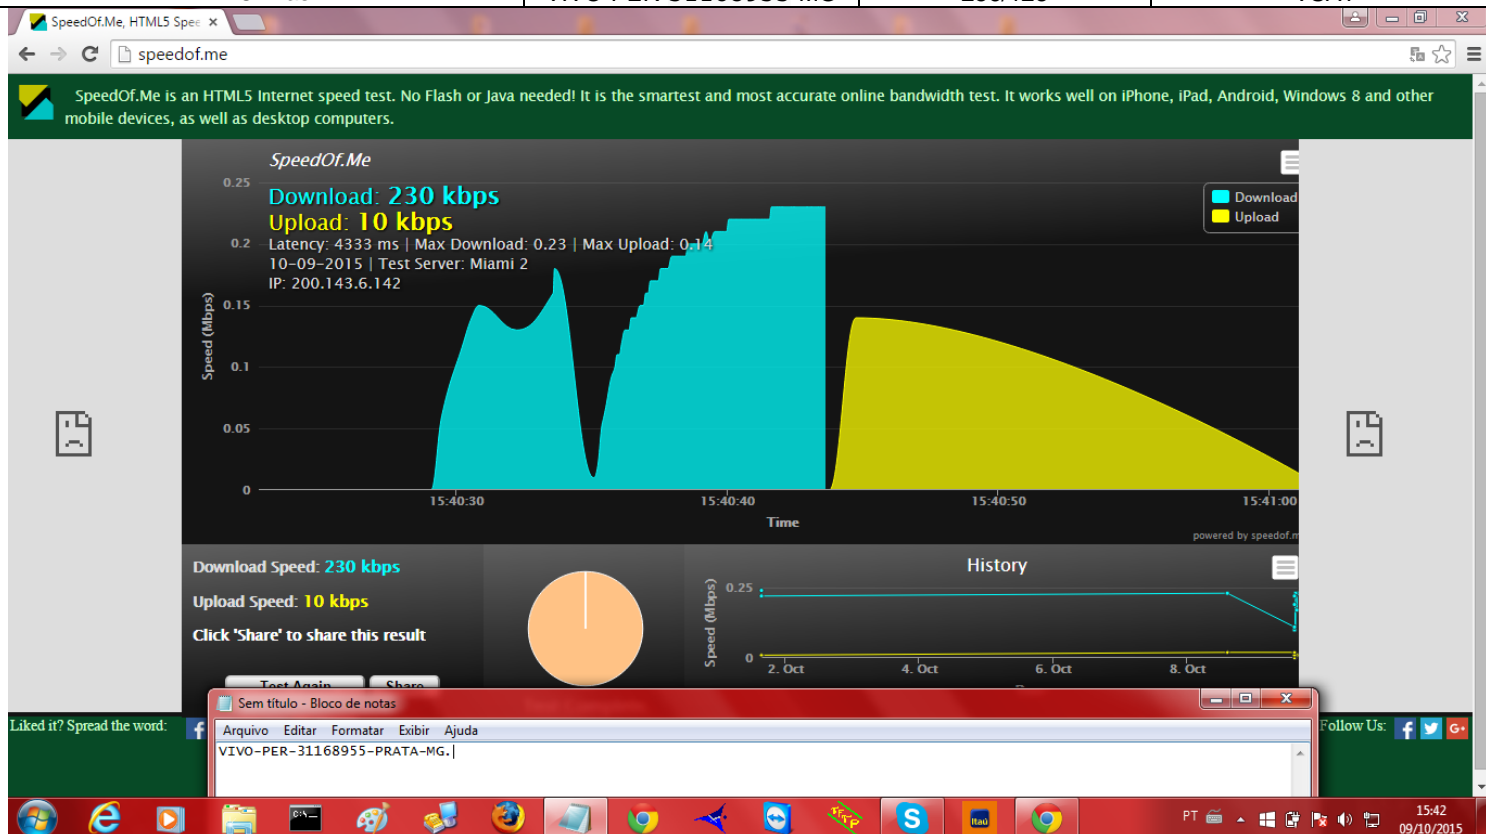 SpeedOf.Me, HTML5 Spee
speedof.me
SpeedOf.Me is an HTML5 Internet speed test. No Flash or Java needed! It is the smartest and most accurate online bandwidth test. It works well on iPhone, iPad, Android, Windows 8 and other
mobile devices, as well as desktop computers.
SpeedOf.Me
Download: 230 kbps
Upload: 10 kbps
Latency: 4333 ms | Max Download: 0.23 | Max Upload: 0.14
10-09-2015 | Test Server: Miami 2
IP: 200.143.6.142
Download
Upload
0.25
0.2
0.15
0.1
0.05
0
Speed (Mbps)
15:40:30 15:40:40 15:40:50 15:41:00
Time
powered by speedof.m
Download Speed: 230 kbps
Upload Speed: 10 kbps
Click 'Share' to share this result
Test Again Share
History
Speed (Mbps)
0.25
0
2. Oct 4. Oct 6. Oct 8. Oct
Sem título - Bloco de notas
Arquivo Editar Formatar Exibir Ajuda
VIVO-PER-31168955-PRATA-MG.
Liked it? Spread the word:
Follow Us:
PT
15:42
09/10/2015